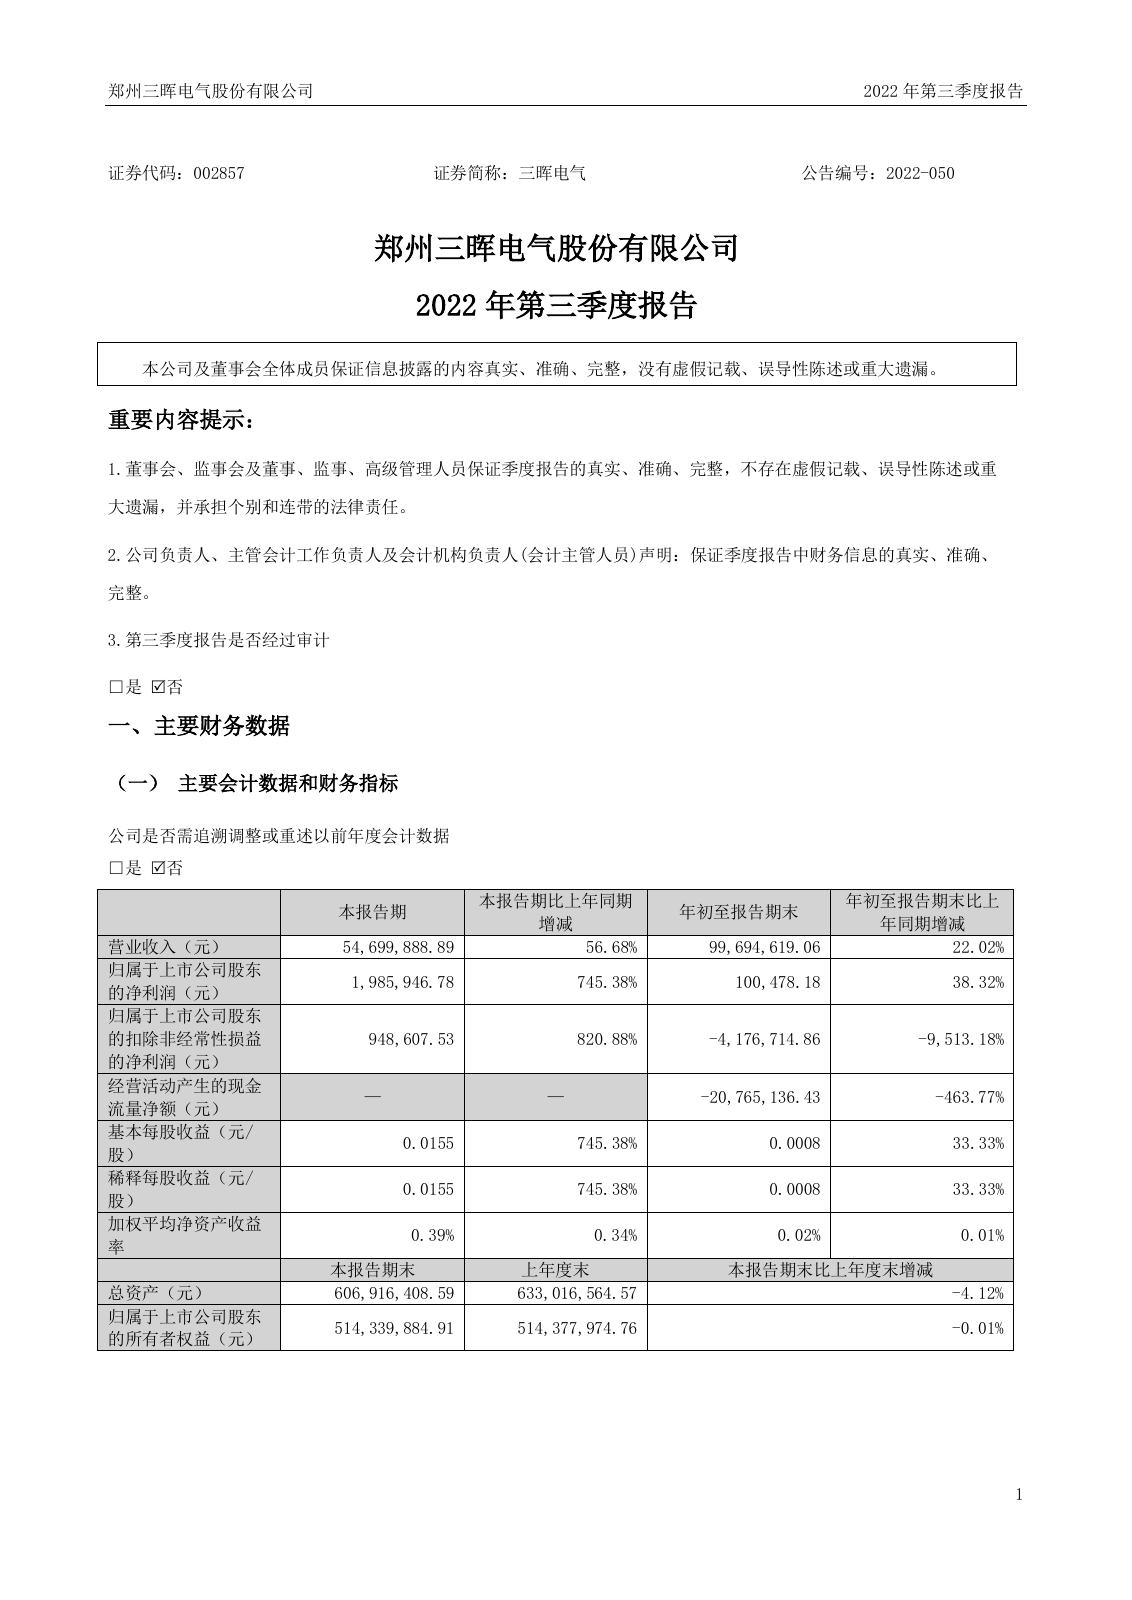 郑州三晖电气股份有限公司 2022 年第三季度报告
证券代码：002857 证券简称：三晖电气 公告编号：2022-050
郑州三晖电气股份有限公司
2022 年第三季度报告
本公司及董事会全体成员保证信息披露的内容真实、准确、完整，没有虚假记载、误导性陈述或重大遗漏。
重要内容提示：
1.董事会、监事会及董事、监事、高级管理人员保证季度报告的真实、准确、完整，不存在虚假记载、误导性陈述或重
大遗漏，并承担个别和连带的法律责任。
2.公司负责人、主管会计工作负责人及会计机构负责人(会计主管人员)声明：保证季度报告中财务信息的真实、准确、
完整。
3.第三季度报告是否经过审计
□是 ☑否
一、主要财务数据
（一） 主要会计数据和财务指标
公司是否需追溯调整或重述以前年度会计数据
□是 ☑否
本报告期 本报告期比上年同期
增减 年初至报告期末 年初至报告期末比上
年同期增减
营业收入（元） 54,699,888.89 56.68% 99,694,619.06 22.02%
归属于上市公司股东
的净利润（元） 1,985,946.78 745.38% 100,478.18 38.32%
归属于上市公司股东
的扣除非经常性损益
的净利润（元） 948,607.53 820.88% -4,176,714.86 -9,513.18%
经营活动产生的现金
流量净额（元） — — -20,765,136.43 -463.77%
基本每股收益（元/
股） 0.0155 745.38% 0.0008 33.33%
稀释每股收益（元/
股） 0.0155 745.38% 0.0008 33.33%
加权平均净资产收益
率 0.39% 0.34% 0.02% 0.01%
本报告期末 上年度末 本报告期末比上年度末增减
总资产（元） 606,916,408.59 633,016,564.57 -4.12%
归属于上市公司股东
的所有者权益（元） 514,339,884.91 514,377,974.76 -0.01%
1